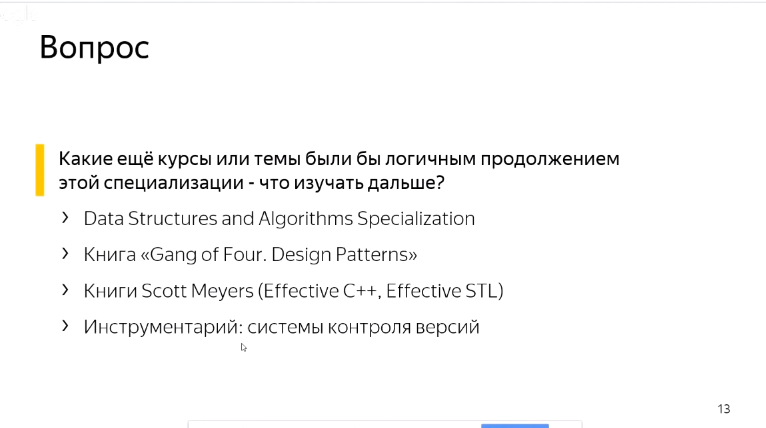 Вопрос
Какие ещё курсы или темы были бы логичным продолжением
этой специализации - что изучать дальше?
Data Structures and Algorithms Specialization
Книга «Gang of Four. Design Patterns»
Книги Scott Meyers (Effective C++, Effective STL)
Инструментарий: системы контроля версий
13